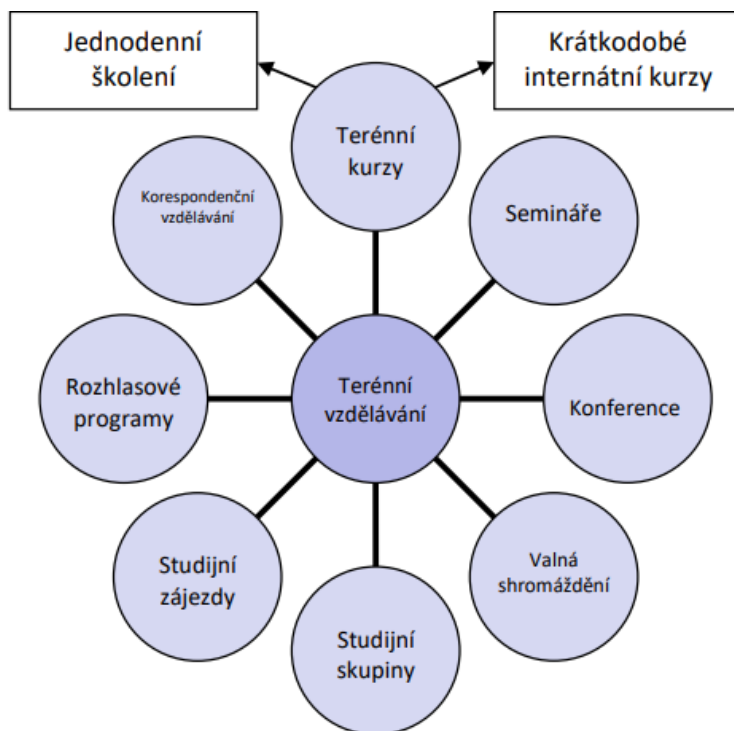 Jednodenní
školení
Krátkodobé
internátní kurzy
Terénní
kurzy
Korespondenční
vzdělávání
Semináře
Rozhlasové
programy
Terénní
vzdělávání
Konference
Studijní
zájezdy
Valná
shromáždění
Studijní
skupiny